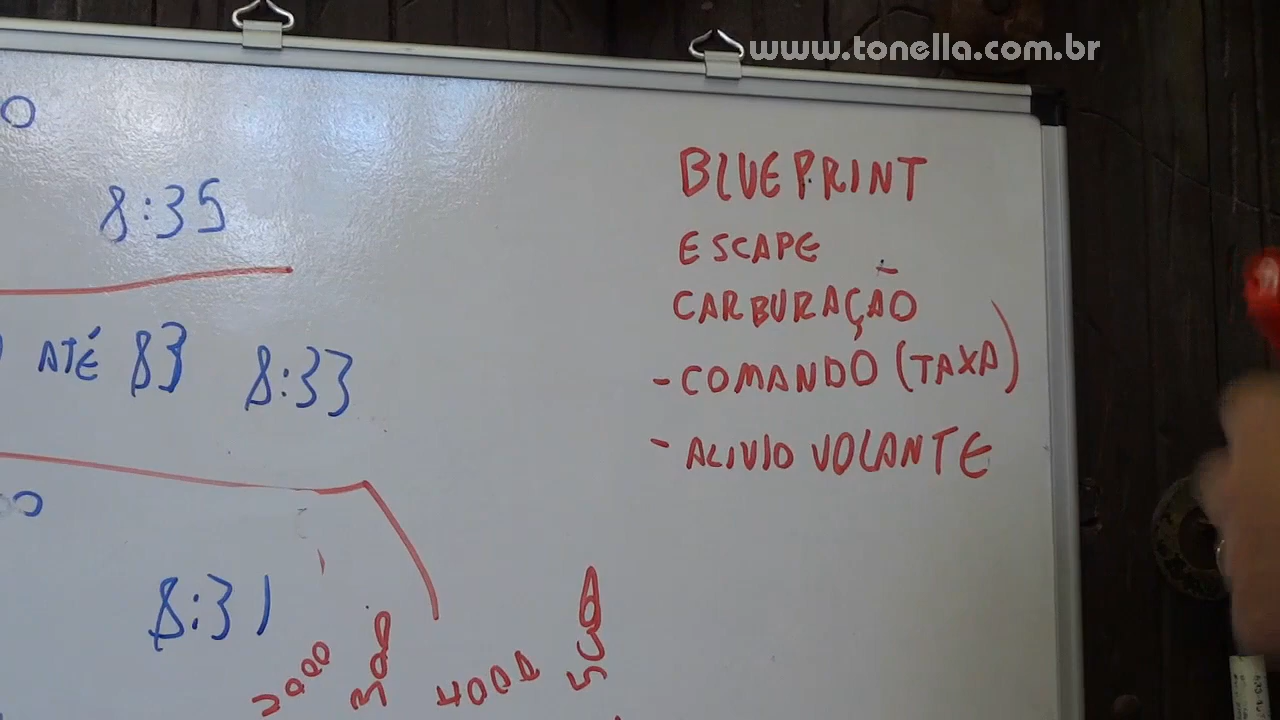 www.tonella.com.br
O
8:35
ATÉ 83 8:33
00
8:31
2000 3000 4000 5000
BLUEPRINT
ESCAPE
CARBURAÇÃO
- COMANDO (TAXA)
- ALIVIO VOLANTE